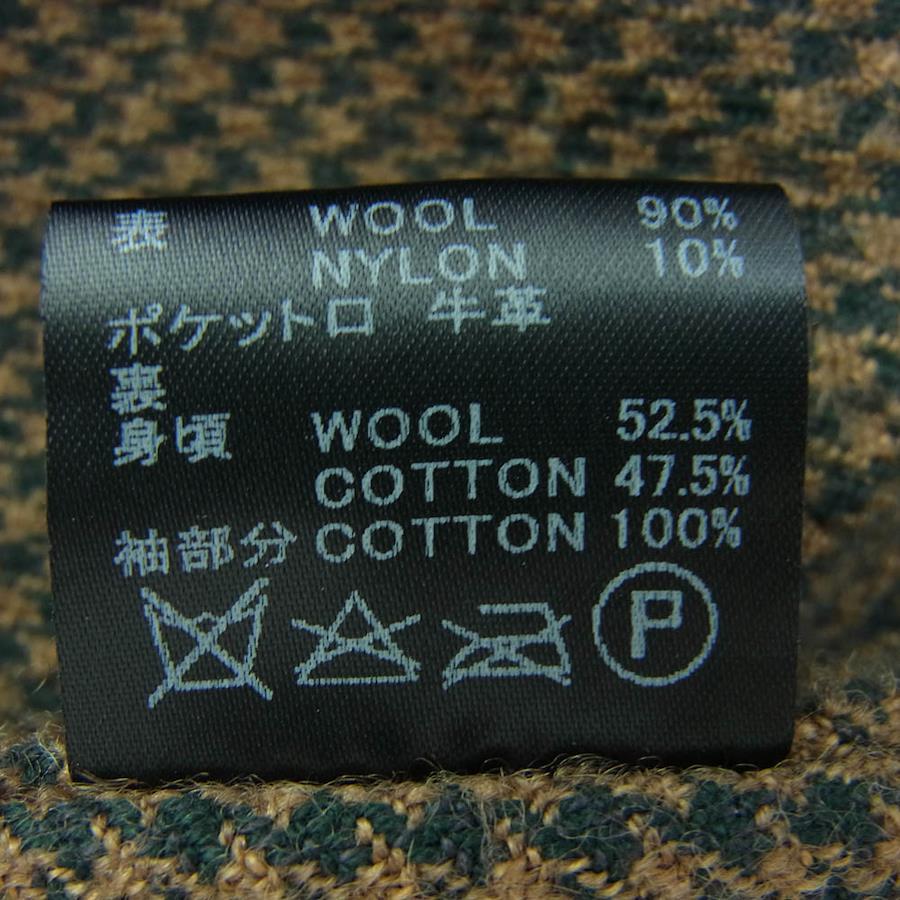 表 WOOL 90%
NYLON 10%
ポケット口 牛革
裏
身頃 WOOL 52.5%
COTTON 47.5%
袖部分 COTTON 100%
P